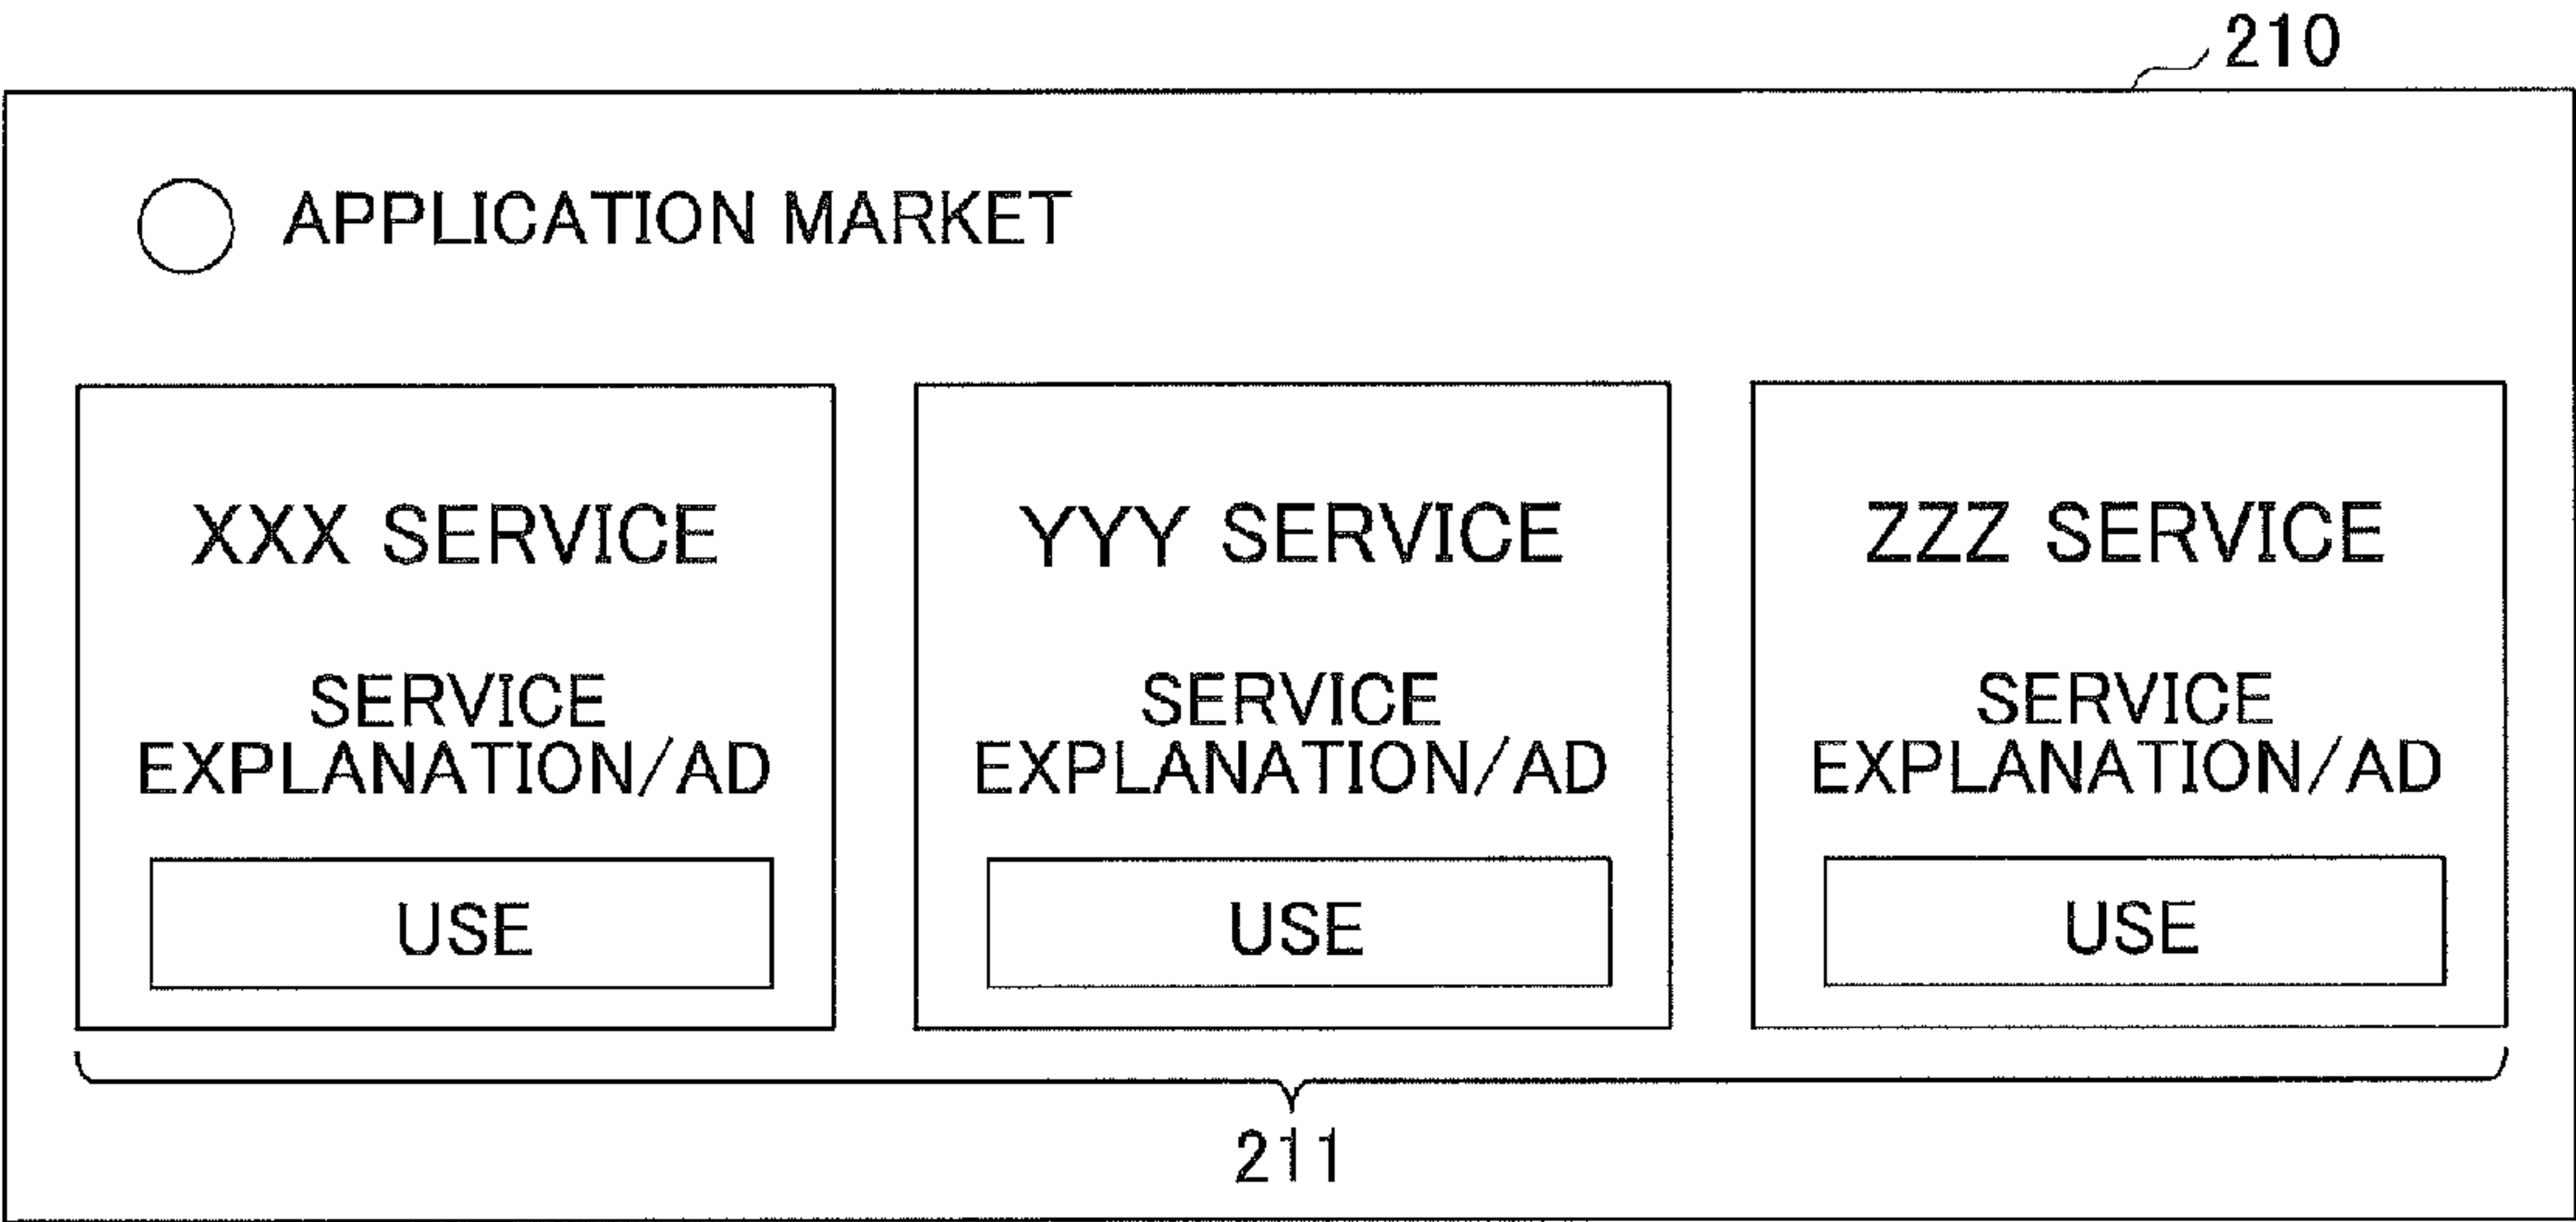 210
APPLICATION MARKET
XXX SERVICE
SERVICE
EXPLANATION/AD
USE
YYY SERVICE
SERVICE
EXPLANATION/AD
USE
ZZZ SERVICE
SERVICE
EXPLANATION/AD
USE
211